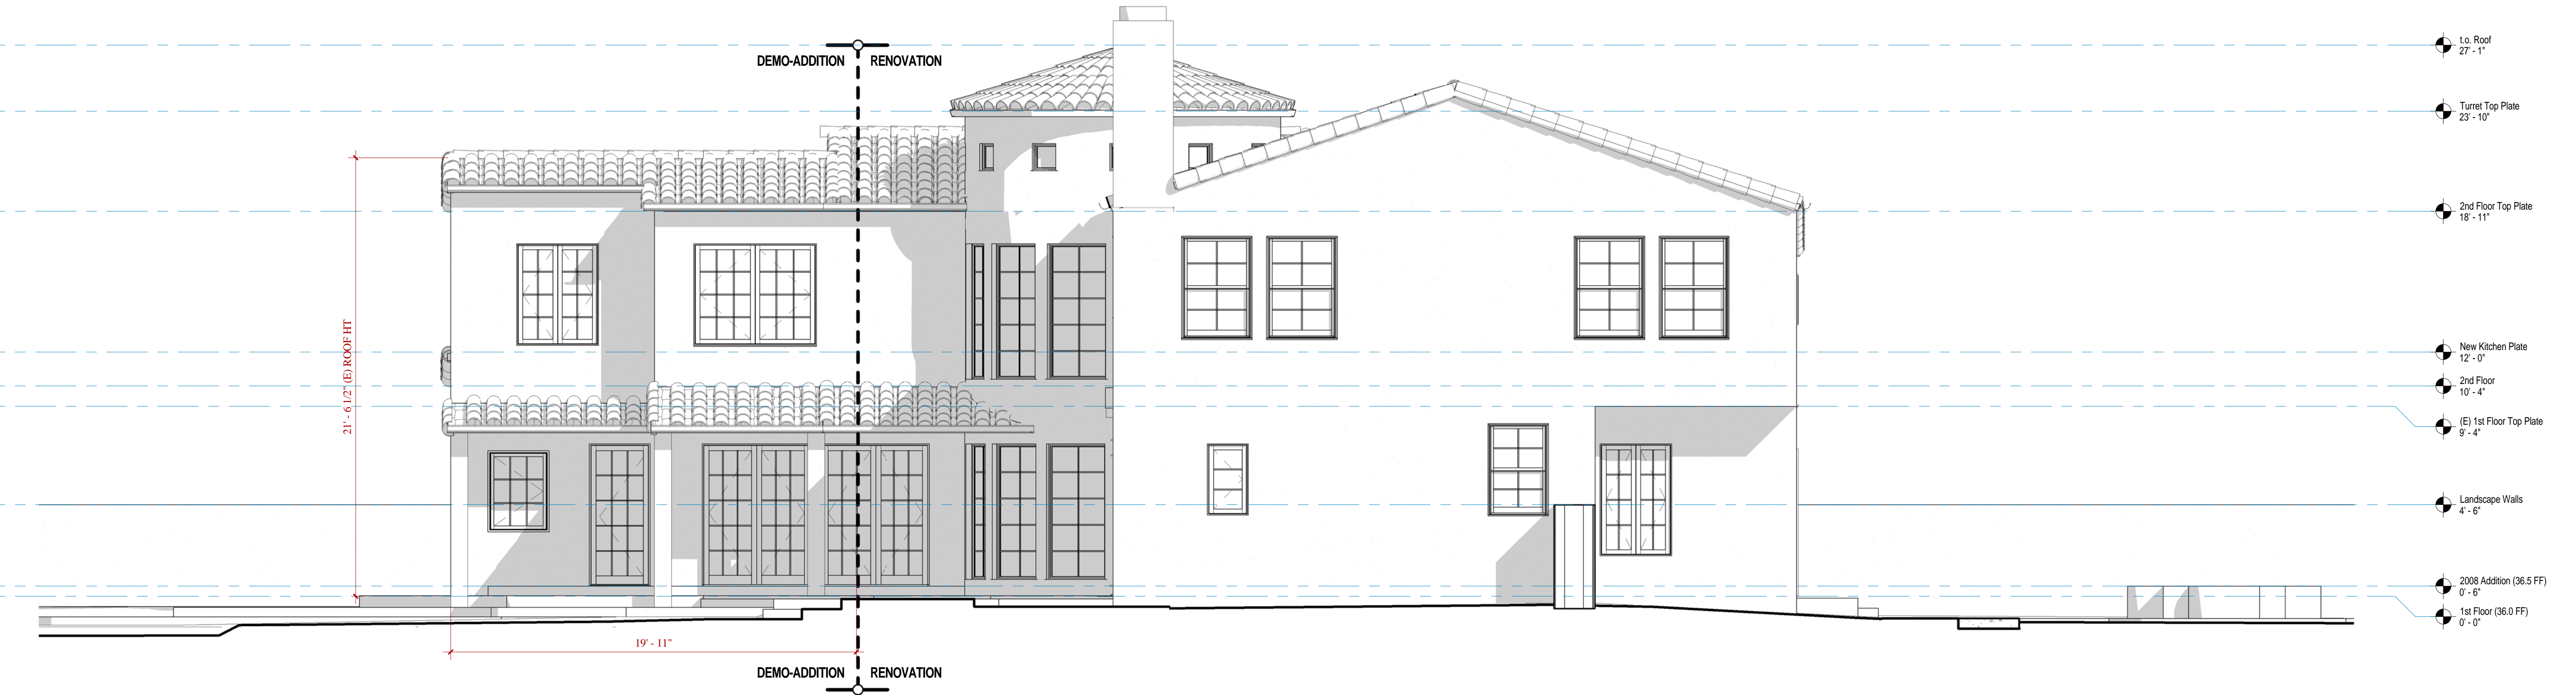 DEMO-ADDITION RENOVATION
t.o. Roof
27' - 1"
Turret Top Plate
23' - 10"
2nd Floor Top Plate
18' - 11"
New Kitchen Plate
12' - 0"
2nd Floor
10' - 4"
(E) 1st Floor Top Plate
9' - 4"
Landscape Walls
4' - 6"
2008 Addition (36.5 FF)
0' - 6"
1st Floor (36.0 FF)
0' - 0"
21' - 6 1/2" (E) ROOF HT
19' - 11"
DEMO-ADDITION RENOVATION